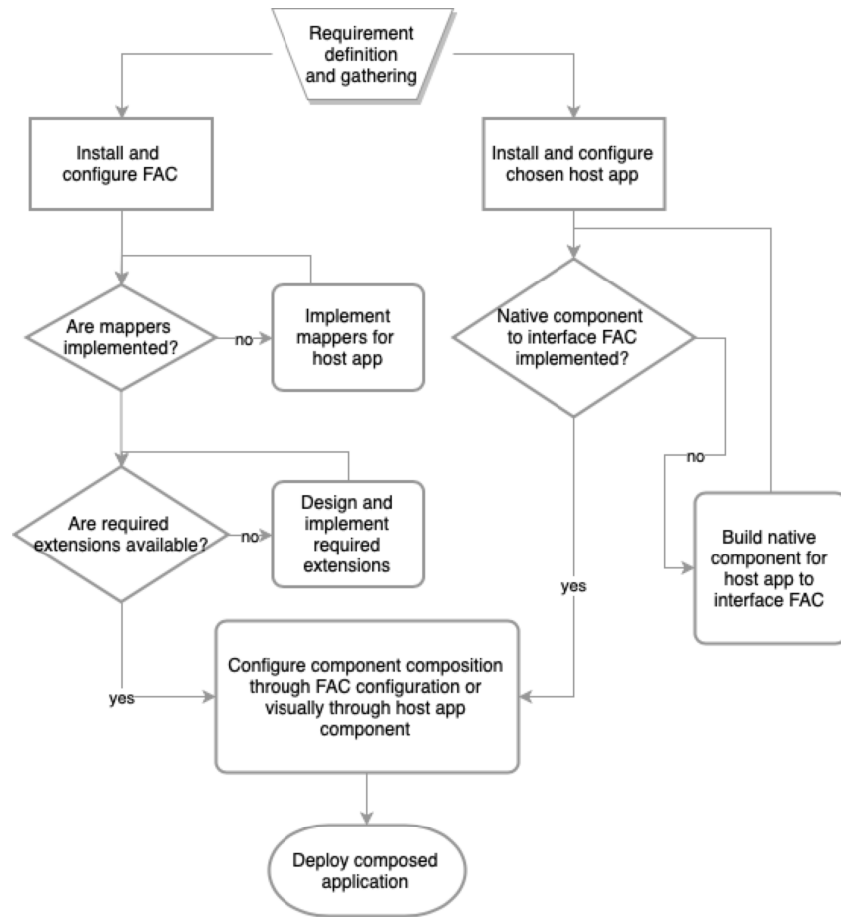 Requirement
definition
and gathering
Install and
configure FAC
Install and configure
chosen host app
Are mappers
implemented?
no
Implement
mappers for
host app
Native component
to interface FAC
implemented?
no
Are required
extensions available?
no
Design and
implement
required
extensions
Build native
component for
host app to
interface FAC
yes
yes
Configure component composition
through FAC configuration or
visually through host app
component
Deploy composed
application